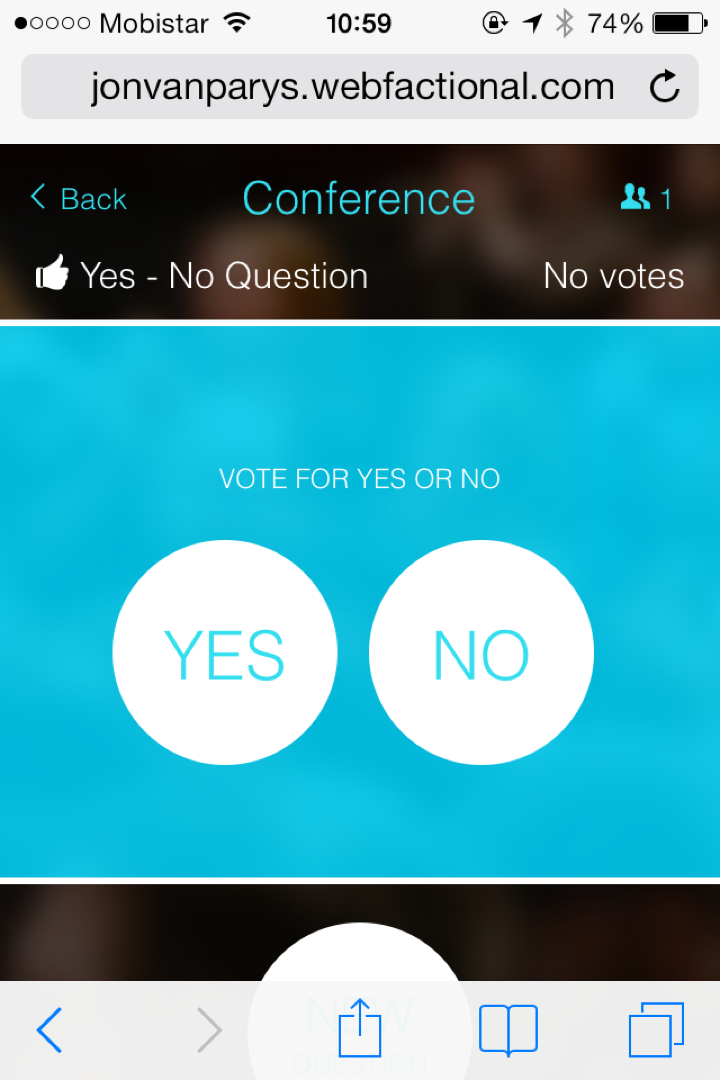 Mobistar 10:59 74%
jonvanparys.webfactional.com
Back Conference 1
Yes - No Question No votes
VOTE FOR YES OR NO
YES NO
NEW
QUESTION